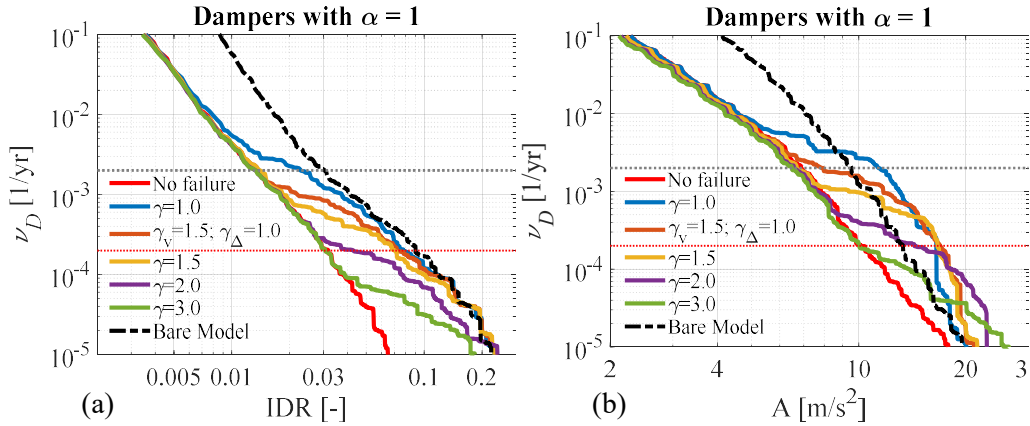 Dampers with α = 1
10⁻¹
10⁻²
10⁻³
10⁻⁴
10⁻⁵
ν_D [1/yr]
No failure
γ=1.0
γ_v=1.5; γ_Δ=1.0
γ=1.5
γ=2.0
γ=3.0
Bare Model
0.005 0.01 0.03 0.1 0.2
(a) IDR [-]
Dampers with α = 1
10⁻¹
10⁻²
10⁻³
10⁻⁴
10⁻⁵
ν_D [1/yr]
No failure
γ=1.0
γ_v=1.5; γ_Δ=1.0
γ=1.5
γ=2.0
γ=3.0
Bare Model
2 4 10 20 3
(b) A [m/s²]